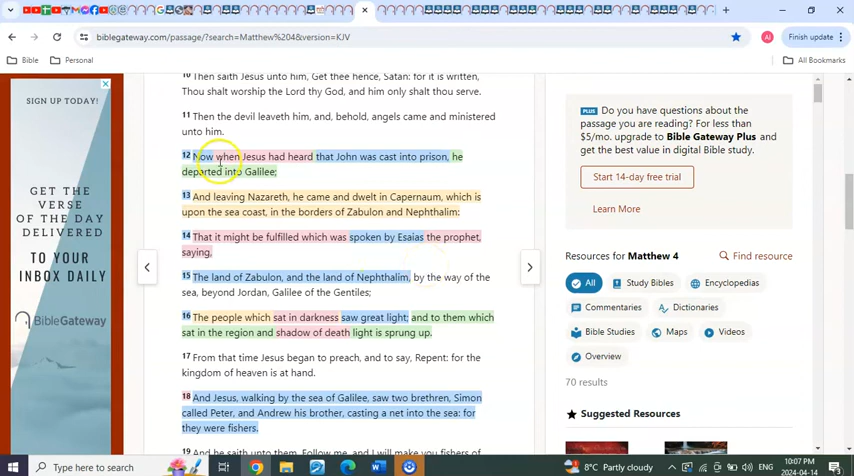 Finish update
biblegateway.com/passage/?search=Matthew%204&version=KJV
Bible
Personal
All Bookmarks
10 Then saith Jesus unto him, Get thee hence, Satan: for it is written,
Thou shalt worship the Lord thy God, and him only shalt thou serve.
11 Then the devil leaveth him, and, behold, angels came and ministered
unto him.
12 Now when Jesus had heard that John was cast into prison, he
departed into Galilee;
13 And leaving Nazareth, he came and dwelt in Capernaum, which is
upon the sea coast, in the borders of Zabulon and Nephthalim:
14 That it might be fulfilled which was spoken by Esaias the prophet,
saying,
15 The land of Zabulon, and the land of Nephthalim, by the way of the
sea, beyond Jordan, Galilee of the Gentiles;
16 The people which sat in darkness saw great light; and to them which
sat in the region and shadow of death light is sprung up.
17 From that time Jesus began to preach, and to say, Repent: for the
kingdom of heaven is at hand.
18 And Jesus, walking by the sea of Galilee, saw two brethren, Simon
called Peter, and Andrew his brother, casting a net into the sea: for
they were fishers.
19 And he saith unto them, Follow me, and I will make you fishers of
SIGN UP TODAY!
GET THE
VERSE
OF THE DAY
DELIVERED
TO YOUR
INBOX DAILY
BIBLEGATEWAY
PLUS Do you have questions about the
passage you're reading? For less than
$5/mo. upgrade to Bible Gateway Plus and
get the best value in digital Bible study.
Start 14-day free trial
Learn More
Resources for Matthew 4
Find resource
All
Study Bibles
Encyclopedias
Commentaries
Dictionaries
Bible Studies
Maps
Videos
Overview
70 results
Suggested Resources
Type here to search
8°C Partly cloudy
10:07 PM
2024-04-14